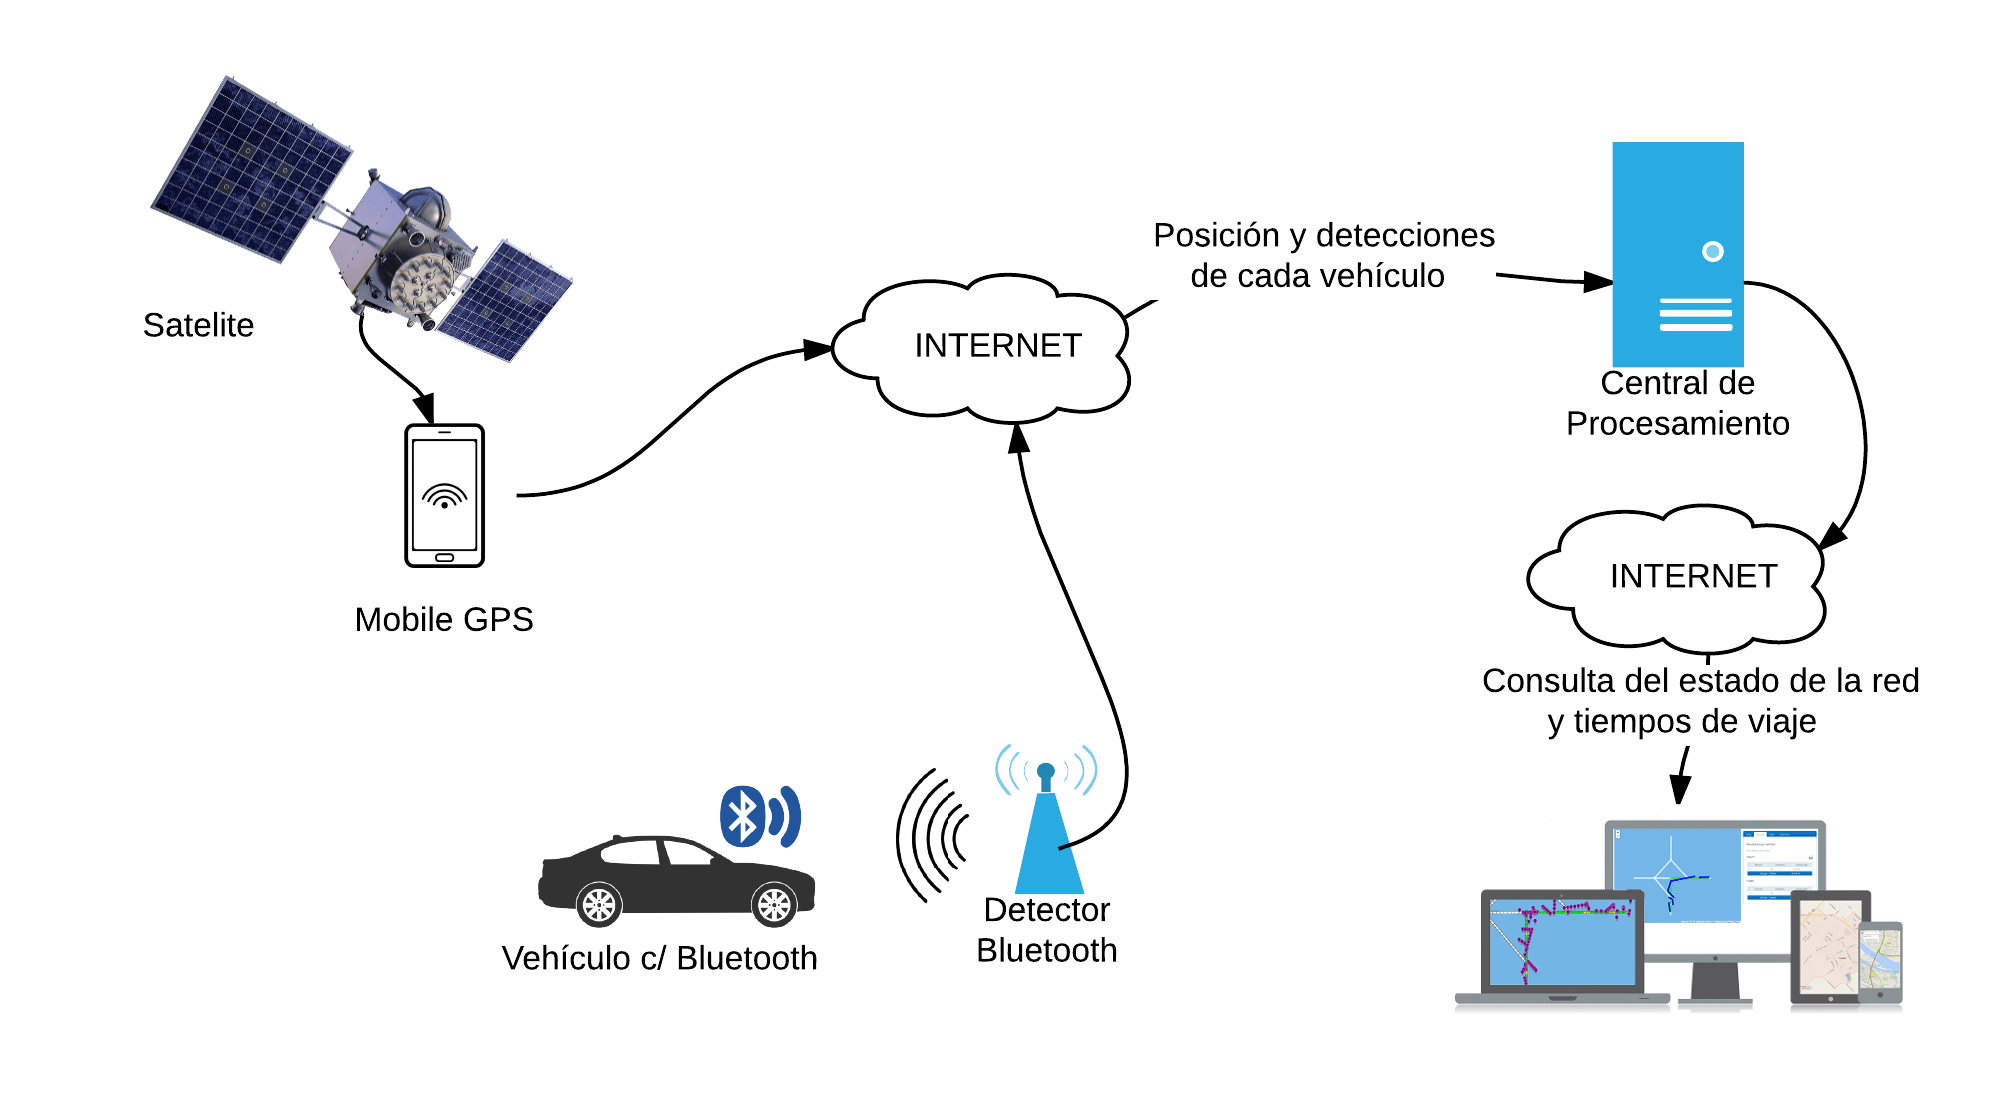 Satelite
Mobile GPS
INTERNET
Posición y detecciones
de cada vehículo
Central de
Procesamiento
INTERNET
Consulta del estado de la red
y tiempos de viaje
Vehículo c/ Bluetooth
Detector
Bluetooth